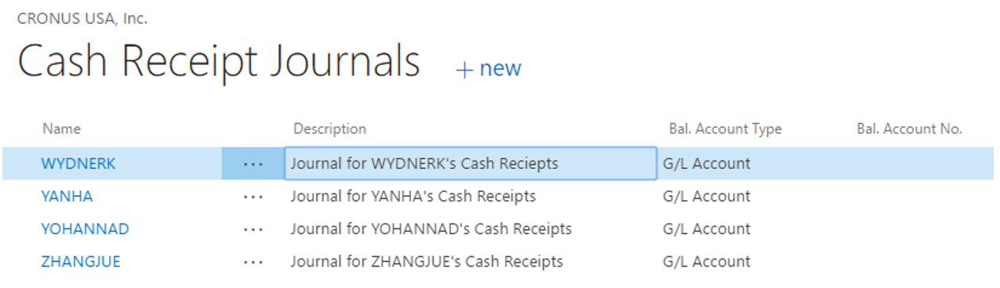 CRONUS USA, Inc.
Cash Receipt Journals + new
Name Description Bal. Account Type Bal. Account No.
WYDNERK ... Journal for WYDNERK's Cash Reciepts G/L Account
YANHA ... Journal for YANHA's Cash Receipts G/L Account
YOHANNAD ... Journal for YOHANNAD's Cash Receipts G/L Account
ZHANGJUE ... Journal for ZHANGJUE's Cash Receipts G/L Account